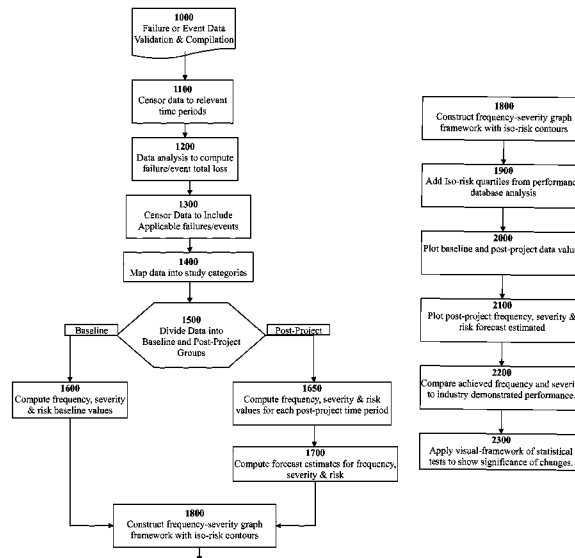 1000
Failure or Event Data
Validation & Compilation
1100
Censor data to relevant
time periods
1200
Data analysis to compute
failure/event total loss
1300
Censor Data to Include
Applicable failures/events
1400
Map data into study categories
Baseline
1500
Divide Data into
Baseline and Post-Project
Groups
Post-Project
1600
Compute frequency, severity
& risk baseline values
1650
Compute frequency, severity & risk
values for each post-project time period
1700
Compute forecast estimates for frequency,
severity & risk
1800
Construct frequency-severity graph
framework with iso-risk contours
1800
Construct frequency-severity graph
framework with iso-risk contours
1900
Add Iso-risk quartiles from performanc
database analysis
2000
Plot baseline and post-project data value
2100
Plot post-project frequency, severity &
risk forecast estimated
2200
Compare achieved frequency and severit
to industry demonstrated performance.
2300
Apply visual-framework of statistical
tests to show significance of changes.